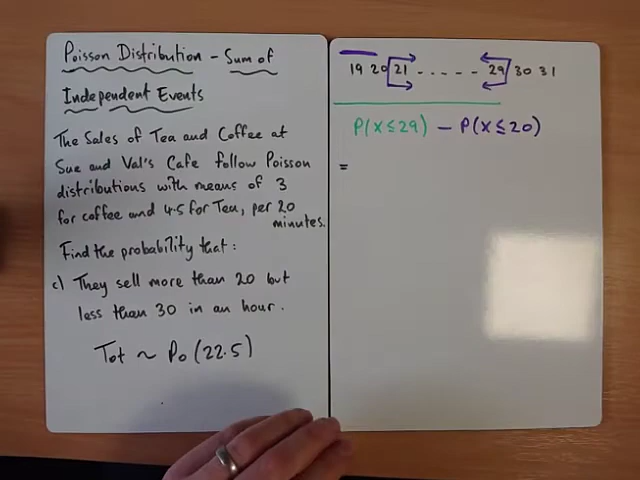 Poisson Distribution - Sum of
Independent Events
The Sales of Tea and Coffee at
Sue and Val's Cafe follow Poisson
distributions with means of 3
for coffee and 4.5 for Tea, per 20
minutes.
Find the probability that:
c) They sell more than 20 but
less than 30 in an hour.
Tot ~ Po (22.5)
19 20 21 ------ 29 30 31
P(X≤29) - P(X≤20)
=